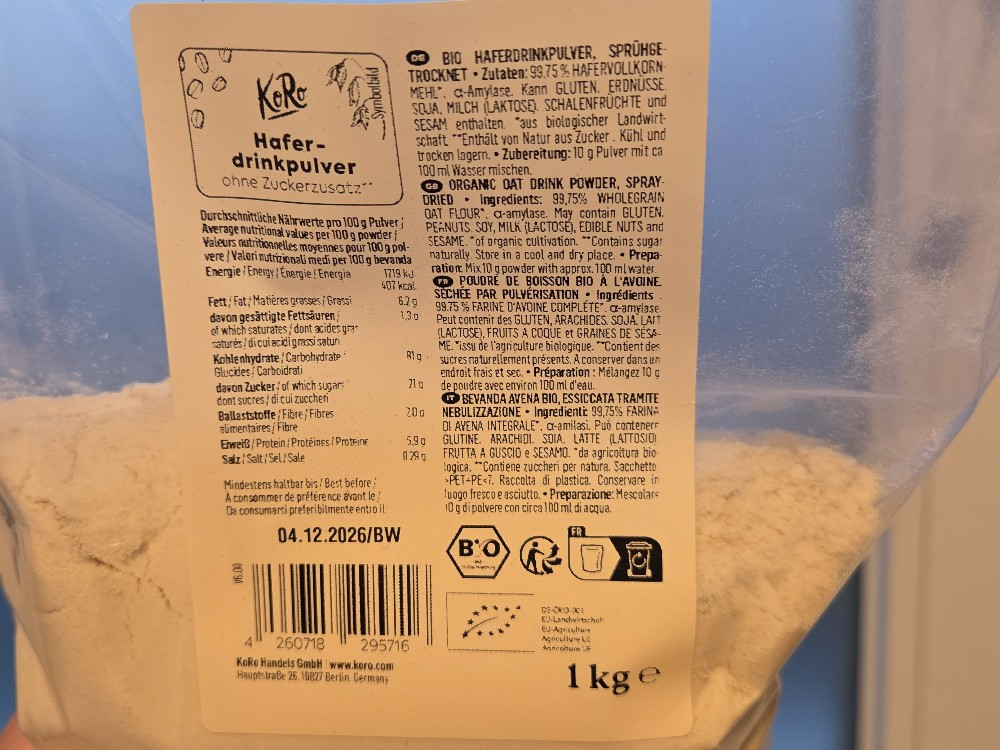 KoRo
Symbolbild
Hafer-
drinkpulver
ohne Zuckerzusatz**
Durchschnittliche Nährwerte pro 100 g Pulver /
Average nutritional values per 100 g powder /
Valeurs nutritionnelles moyennes pour 100 g pol-
vere / Valori nutrizionali medi per 100 g bevanda
Energie / Energy / Énergie / Energia 1719 kJ
407 kcal
Fett / Fat / Matières grasses / Grassi 6,2 g
davon gesättigte Fettsäuren / 1,3 g
of which saturates / dont acides gras
saturés / di cui acidi grassi saturi
Kohlenhydrate / Carbohydrate 81 g
Glucides / Carboidrati
davon Zucker / of which sugars 21 g
dont sucres / di cui zuccheri
Ballaststoffe / Fibre / Fibres 2,0 g
alimentaires / Fibre
Eiweiß / Protein / Protéines / Proteine 5,9 g
Salz / Salt / Sel / Sale 0,29 g
Mindestens haltbar bis / Best before /
À consommer de préférence avant le /
Da consumarsi preferibilmente entro il
04.12.2026/BW
V6.00
4 260718 295716
KoRo Handels GmbH | www.koro.com
Hauptstraße 26, 10827 Berlin, Germany
DE BIO HAFERDRINKPULVER, SPRÜHGE-
TROCKNET • Zutaten: 99,75 % HAFERVOLLKORN-
MEHL*, α-Amylase. Kann GLUTEN, ERDNÜSSE,
SOJA, MILCH (LAKTOSE), SCHALENFRÜCHTE und
SESAM enthalten. *aus biologischer Landwirt-
schaft. **Enthält von Natur aus Zucker. Kühl und
trocken lagern. • Zubereitung: 10 g Pulver mit ca
100 ml Wasser mischen.
GB ORGANIC OAT DRINK POWDER, SPRAY-
DRIED • Ingredients: 99,75% WHOLEGRAIN
OAT FLOUR*, α-amylase. May contain GLUTEN,
PEANUTS, SOY, MILK (LACTOSE), EDIBLE NUTS and
SESAME. *of organic cultivation. **Contains sugar
naturally. Store in a cool and dry place. • Prepa-
ration: Mix 10 g powder with approx. 100 ml water.
FR POUDRE DE BOISSON BIO À L'AVOINE,
SÉCHÉE PAR PULVÉRISATION • Ingrédients :
99,75 % FARINE D'AVOINE COMPLÈTE*, α-amylase.
Peut contenir des GLUTEN, ARACHIDES, SOJA, LAIT
(LACTOSE), FRUITS A COQUE et GRAINES DE SÉSA-
ME. *issu de l'agriculture biologique. **Contient des
sucres naturellement présents. A conserver dans un
endroit frais et sec. • Préparation : Mélangez 10 g
de poudre avec environ 100 ml d'eau.
IT BEVANDA AVENA BIO, ESSICCATA TRAMITE
NEBULIZZAZIONE • Ingredienti: 99,75% FARINA
DI AVENA INTEGRALE*, α-amilasi. Può contenere
GLUTINE, ARACHIDI, SOIA, LATTE (LATTOSIO)
FRUTTA A GUSCIO e SESAMO. *da agricoltura bio-
logica. **Contiene zuccheri per natura. Sacchetto
>PET+PE<7. Raccolta di plastica. Conservare in
luogo fresco e asciutto. • Preparazione: Mescolare
10 g di polvere con circa 100 ml di acqua.
BIO
FR
DE-ÖKO-001
EU-Landwirtschaft
EU-Agriculture
Agriculture UE
Agricoltura UE
1 kg e